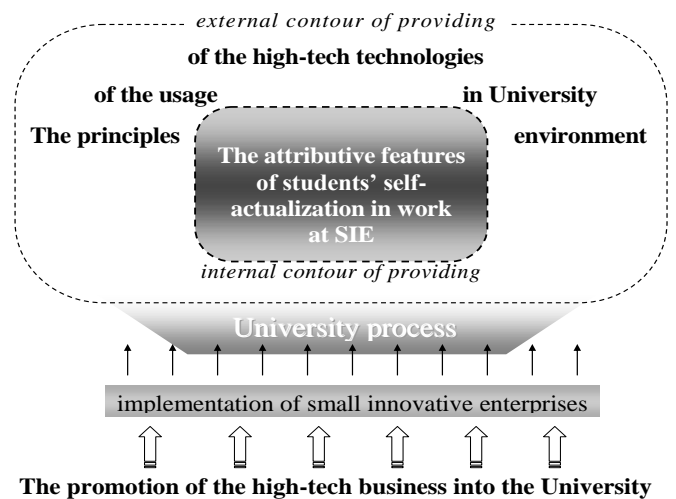 external contour of providing
of the high-tech technologies
of the usage in University
The principles environment
The attributive features
of students' self-
actualization in work
at SIE
internal contour of providing
University process
implementation of small innovative enterprises
The promotion of the high-tech business into the University